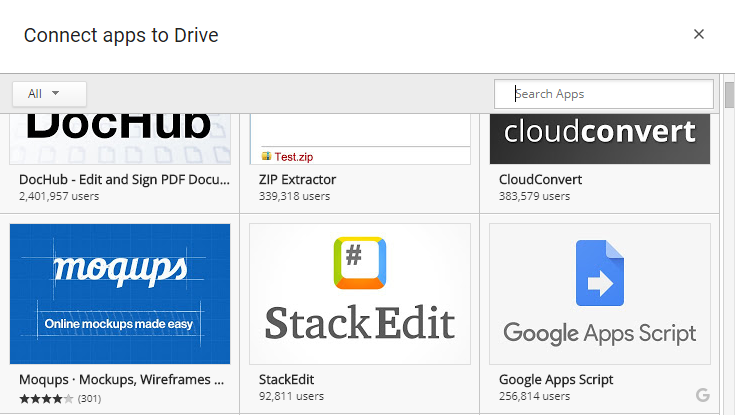 Connect apps to Drive
All
Search Apps
DocHub
Test.zip
cloudconvert
DocHub - Edit and Sign PDF Docu...
ZIP Extractor
CloudConvert
2,401,957 users
339,318 users
383,579 users
moqups
Online mockups made easy
#
StackEdit
Google Apps Script
Moqups · Mockups, Wireframes ...
StackEdit
Google Apps Script
(301)
92,811 users
256,814 users
G